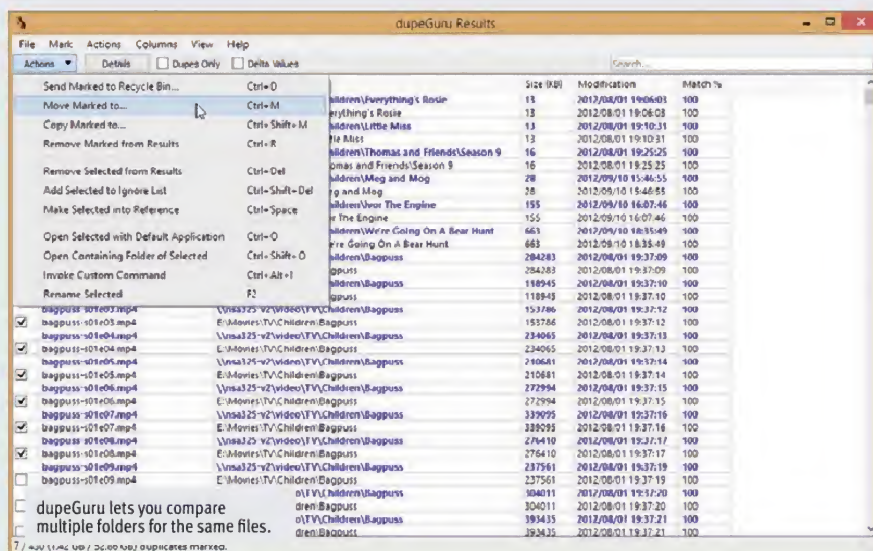 dupeGuru Results
File Mark Actions Columns View Help
Actions Details Dupes Only Delta Values Search...
Size (KB) Modification Match %
Send Marked to Recycle Bin... Ctrl+D
Move Marked to... Ctrl+M
Copy Marked to... Ctrl+Shift+M
Remove Marked from Results Ctrl+R
Remove Selected from Results Ctrl+Del
Add Selected to Ignore List Ctrl+Shift+Del
Make Selected into Reference Ctrl+Space
Open Selected with Default Application Ctrl+O
Open Containing Folder of Selected Ctrl+Shift+O
Invoke Custom Command Ctrl+Alt+I
Rename Selected F2
hildren\Everything's Rosie 13 2012/08/01 19:06:03 100
erything's Rosie 13 2012/08/01 19:06:03 100
hildren\Little Miss 13 2012/08/01 19:10:31 100
tle Miss 13 2012/08/01 19:10:31 100
hildren\Thomas and Friends\Season 9 16 2012/08/01 19:25:25 100
omas and Friends\Season 9 16 2012/08/01 19:25:25 100
hildren\Meg and Mog 28 2012/09/10 15:46:55 100
g and Mog 28 2012/09/10 15:46:55 100
hildren\Ivor The Engine 155 2012/09/10 16:07:46 100
or The Engine 155 2012/09/10 16:07:46 100
hildren\We're Going On A Bear Hunt 663 2012/09/10 18:35:49 100
e're Going On A Bear Hunt 663 2012/09/10 18:35:49 100
hildren\Bagpuss 284283 2012/08/01 19:37:09 100
gpuss 284283 2012/08/01 19:37:09 100
hildren\Bagpuss 118945 2012/08/01 19:37:10 100
gpuss 118945 2012/08/01 19:37:10 100
bagpuss-s01e03.mp4 \\nsa325-v2\video\TV\Children\Bagpuss 153786 2012/08/01 19:37:12 100
bagpuss-s01e03.mp4 E:\Movies\TV\Children\Bagpuss 153786 2012/08/01 19:37:12 100
bagpuss-s01e04.mp4 \\nsa325-v2\video\TV\Children\Bagpuss 234065 2012/08/01 19:37:13 100
bagpuss-s01e04.mp4 E:\Movies\TV\Children\Bagpuss 234065 2012/08/01 19:37:13 100
bagpuss-s01e05.mp4 \\nsa325-v2\video\TV\Children\Bagpuss 210681 2012/08/01 19:37:14 100
bagpuss-s01e05.mp4 E:\Movies\TV\Children\Bagpuss 210681 2012/08/01 19:37:14 100
bagpuss-s01e06.mp4 \\nsa325-v2\video\TV\Children\Bagpuss 272994 2012/08/01 19:37:15 100
bagpuss-s01e06.mp4 E:\Movies\TV\Children\Bagpuss 272994 2012/08/01 19:37:15 100
bagpuss-s01e07.mp4 \\nsa325-v2\video\TV\Children\Bagpuss 339095 2012/08/01 19:37:16 100
bagpuss-s01e07.mp4 E:\Movies\TV\Children\Bagpuss 339095 2012/08/01 19:37:16 100
bagpuss-s01e08.mp4 \\nsa325-v2\video\TV\Children\Bagpuss 276410 2012/08/01 19:37:17 100
bagpuss-s01e08.mp4 E:\Movies\TV\Children\Bagpuss 276410 2012/08/01 19:37:17 100
bagpuss-s01e09.mp4 \\nsa325-v2\video\TV\Children\Bagpuss 237561 2012/08/01 19:37:19 100
bagpuss-s01e09.mp4 E:\Movies\TV\Children\Bagpuss 237561 2012/08/01 19:37:19 100
o\TV\Children\Bagpuss 304011 2012/08/01 19:37:20 100
dren\Bagpuss 304011 2012/08/01 19:37:20 100
o\TV\Children\Bagpuss 393435 2012/08/01 19:37:21 100
dren\Bagpuss 393435 2012/08/01 19:37:21 100
dupeGuru lets you compare
multiple folders for the same files.
duplicates marked.